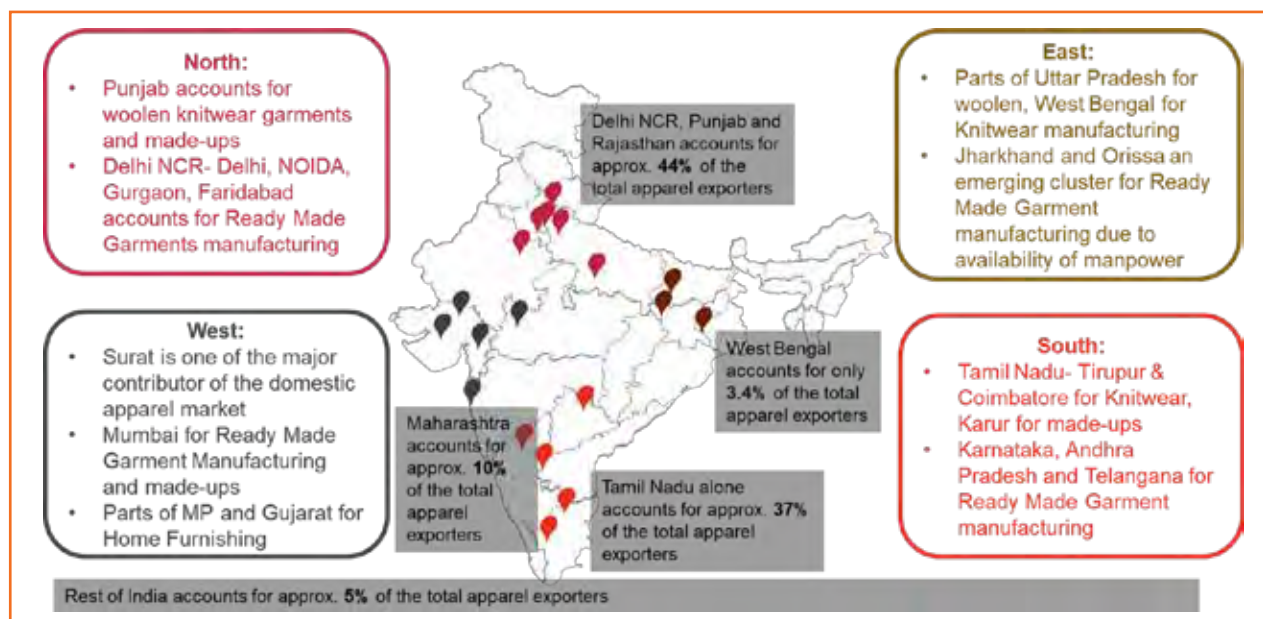 North:
• Punjab accounts for
woolen knitwear garments
and made-ups
• Delhi NCR- Delhi, NOIDA,
Gurgaon, Faridabad
accounts for Ready Made
Garments manufacturing
Delhi NCR, Punjab and
Rajasthan accounts for
approx. 44% of the
total apparel exporters
East:
• Parts of Uttar Pradesh for
woolen, West Bengal for
Knitwear manufacturing
• Jharkhand and Orissa an
emerging cluster for Ready
Made Garment
manufacturing due to
availability of manpower
West:
• Surat is one of the major
contributor of the domestic
apparel market
• Mumbai for Ready Made
Garment Manufacturing
and made-ups
• Parts of MP and Gujarat for
Home Furnishing
Maharashtra
accounts for
approx. 10%
of the total
apparel
exporters
West Bengal
accounts for only
3.4% of the total
apparel exporters
Tamil Nadu alone
accounts for approx. 37%
of the total apparel
exporters
South:
• Tamil Nadu- Tirupur &
Coimbatore for Knitwear,
Karur for made-ups
• Karnataka, Andhra
Pradesh and Telangana for
Ready Made Garment
manufacturing
Rest of India accounts for approx. 5% of the total apparel exporters